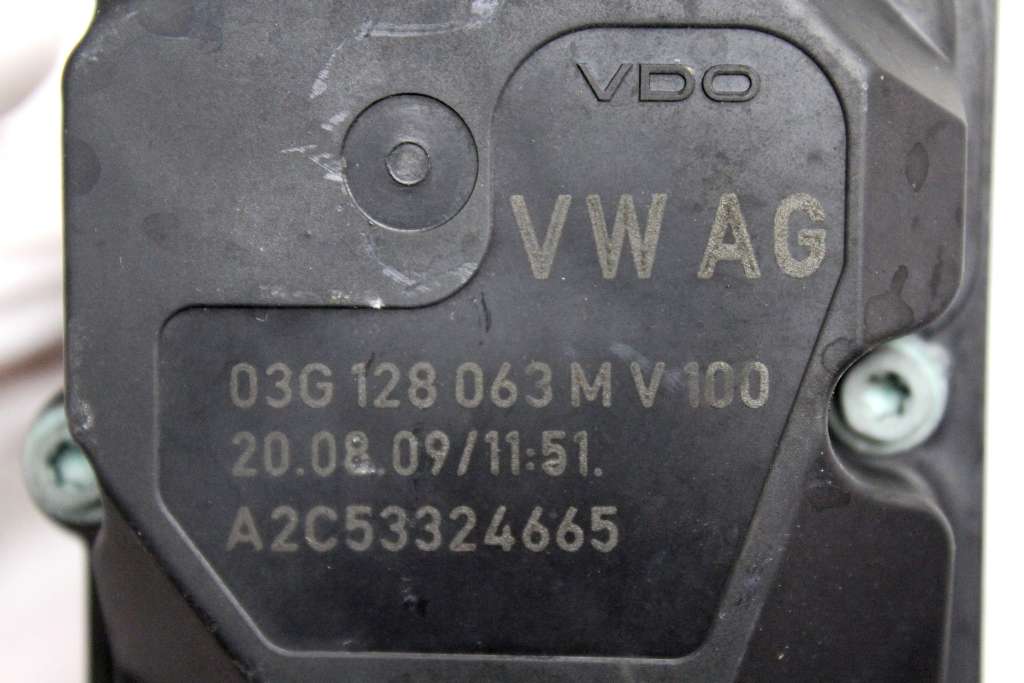 VDO
VW AG
03G 128 063 M V 100
20.08.09/11:51.
A2C53324665